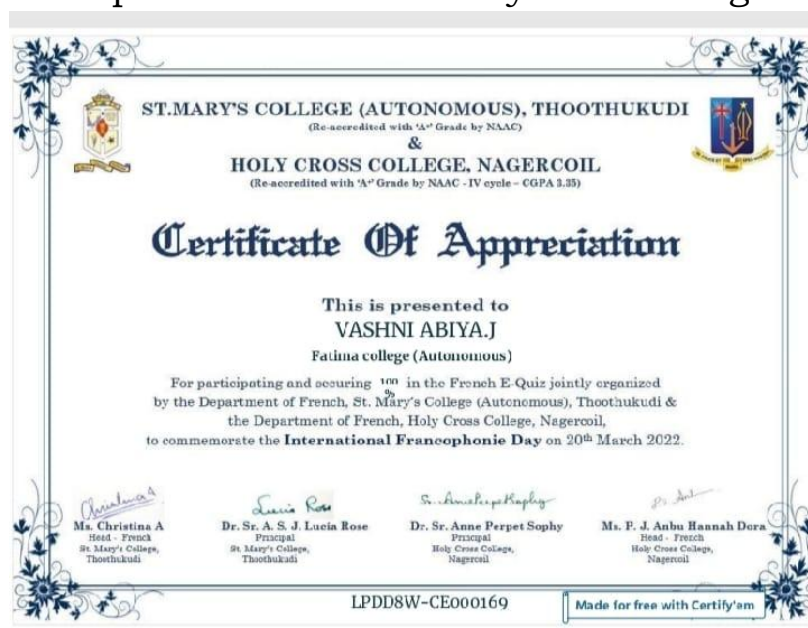 ST.MARY'S COLLEGE (AUTONOMOUS), THOOTHUKUDI
(Re-accredited with 'A+' Grade by NAAC)
&
HOLY CROSS COLLEGE, NAGERCOIL
(Re-accredited with 'A+' Grade by NAAC - IV cycle – CGPA 3.35)
Certificate Of Appreciation
This is presented to
VASHNI ABIYA.J
Fatima college (Autonomous)
For participating and securing 100 % in the French E-Quiz jointly organized
by the Department of French, St. Mary's College (Autonomous), Thoothukudi &
the Department of French, Holy Cross College, Nagercoil,
to commemorate the International Francophonie Day on 20th March 2022.
Christina A
Lucia Rose
Ms. Christina A
Head - French
St. Mary's College,
Thoothukudi
Dr. Sr. A. S. J. Lucia Rose
Principal
St. Mary's College,
Thoothukudi
Dr. Sr. Anne Perpet Sophy
Principal
Holy Cross College,
Nagercoil
Ms. F. J. Anbu Hannah Dora
Head - French
Holy Cross College,
Nagercoil
LPDD8W-CE000169
Made for free with Certify'em